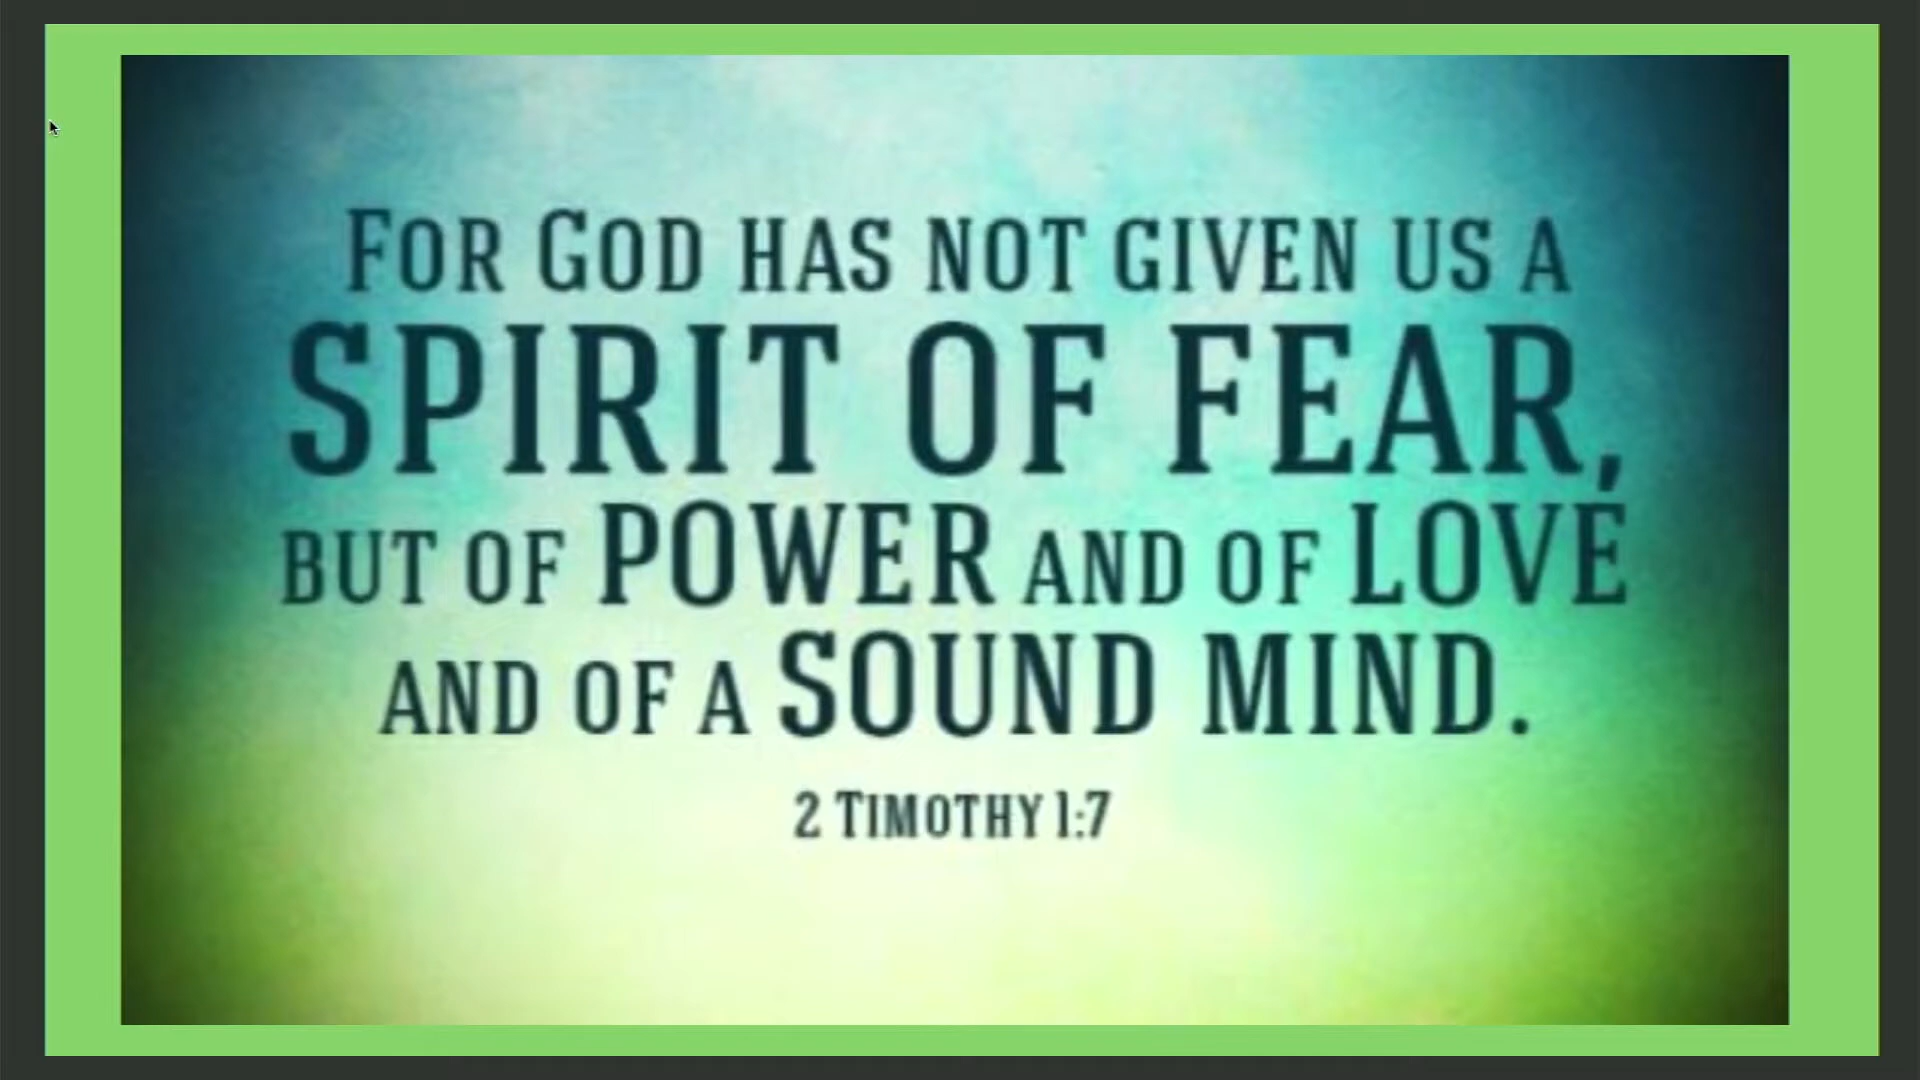 For God has not given us a
SPIRIT OF FEAR,
but of POWER and of LOVE
and of a SOUND MIND.
2 Timothy 1:7